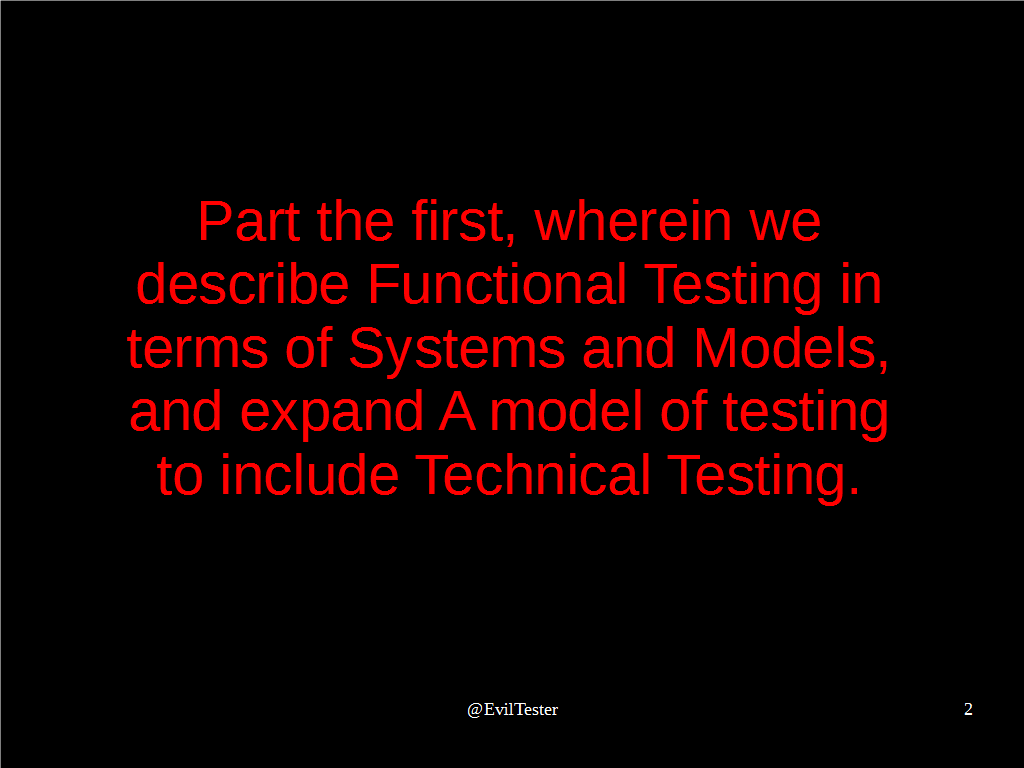 Part the first, wherein we
describe Functional Testing in
terms of Systems and Models,
and expand A model of testing
to include Technical Testing.
@EvilTester
2